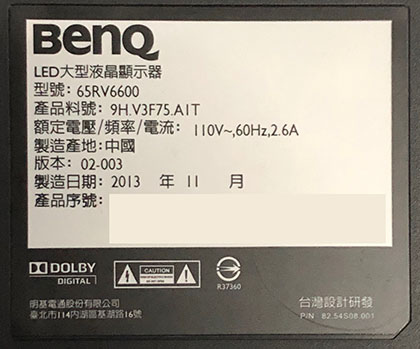 BenQ
LED大型液晶顯示器
型號: 65RV6600
產品料號: 9H.V3F75.A1T
額定電壓/頻率/電流: 110V~,60Hz,2.6A
製造產地:中國
版本: 02-003
製造日期: 2013 年 11 月
產品序號:
DOLBY
DIGITAL
CAUTION
R37360
明基電通股份有限公司
臺北市114內湖區基湖路16號
台灣設計研發
P/N : 82.54S08.001